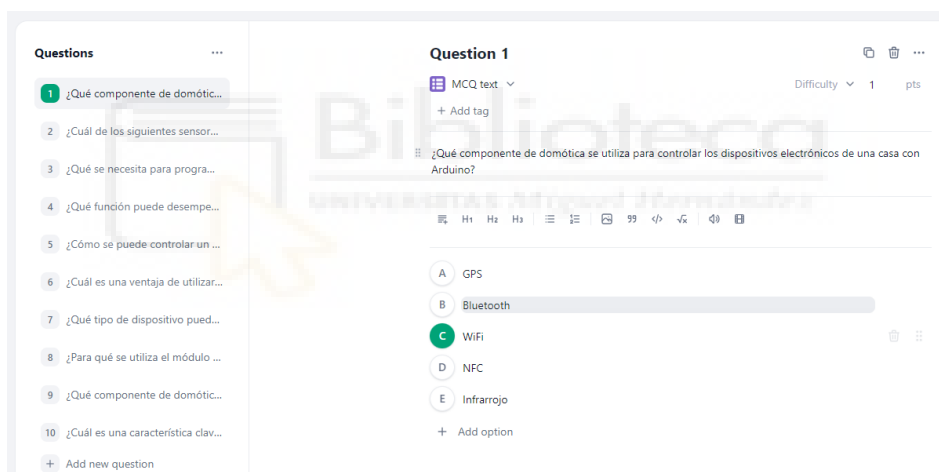 Questions
1 ¿Qué componente de domótic...
2 ¿Cuál de los siguientes sensor...
3 ¿Qué se necesita para progra...
4 ¿Qué función puede desempe...
5 ¿Cómo se puede controlar un ...
6 ¿Cuál es una ventaja de utilizar...
7 ¿Qué tipo de dispositivo pued...
8 ¿Para qué se utiliza el módulo ...
9 ¿Qué componente de domótic...
10 ¿Cuál es una característica clav...
+ Add new question
Question 1
MCQ text
Difficulty 1 pts
+ Add tag
¿Qué componente de domótica se utiliza para controlar los dispositivos electrónicos de una casa con
Arduino?
H1 H2 H3
A GPS
B Bluetooth
C WiFi
D NFC
E Infrarrojo
+ Add option
Biblioteca
UNIVERSITAS Miguel Hernández